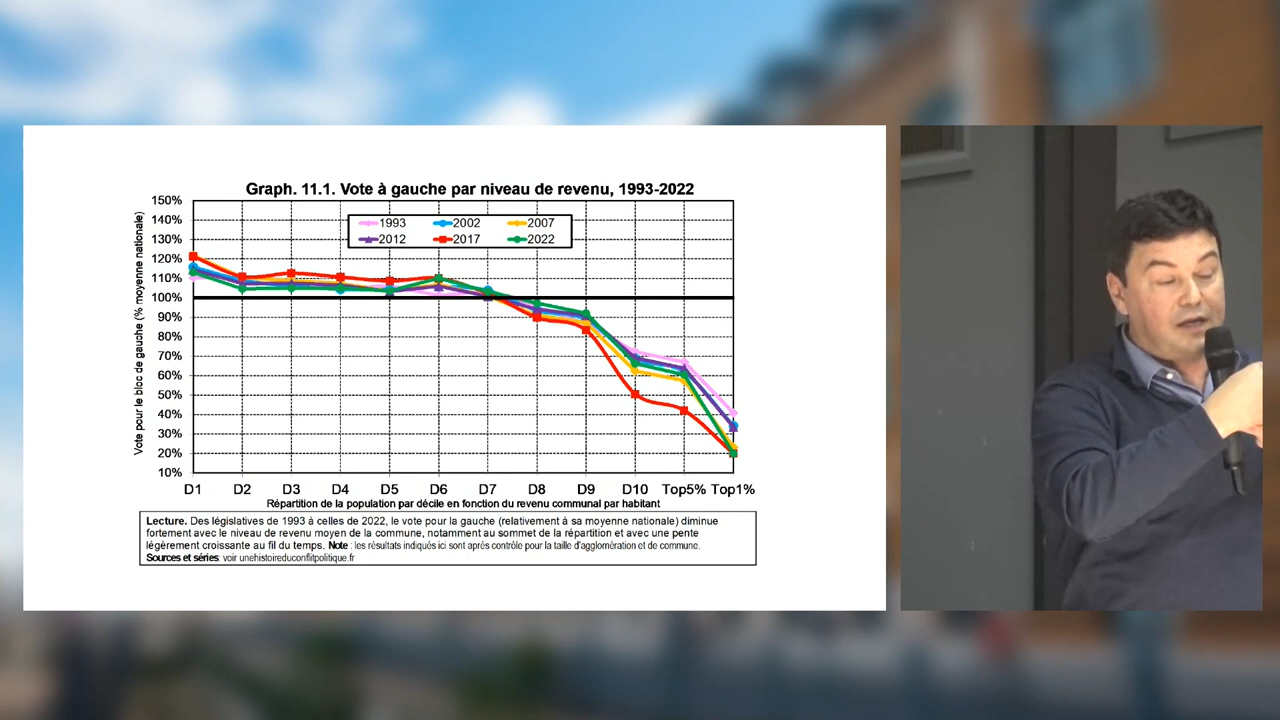 Graph. 11.1. Vote à gauche par niveau de revenu, 1993-2022
Vote pour le bloc de gauche (% moyenne nationale)
150%
140%
130%
120%
110%
100%
90%
80%
70%
60%
50%
40%
30%
20%
10%
1993 2002 2007
2012 2017 2022
D1 D2 D3 D4 D5 D6 D7 D8 D9 D10 Top5% Top1%
Répartition de la population par décile en fonction du revenu communal par habitant
Lecture. Des législatives de 1993 à celles de 2022, le vote pour la gauche (relativement à sa moyenne nationale) diminue
fortement avec le niveau de revenu moyen de la commune, notamment au sommet de la répartition et avec une pente
légèrement croissante au fil du temps. Note : les résultats indiqués ici sont après contrôle pour la taille d'agglomération et de commune.
Sources et séries: voir unehistoireduconflitpolitique.fr